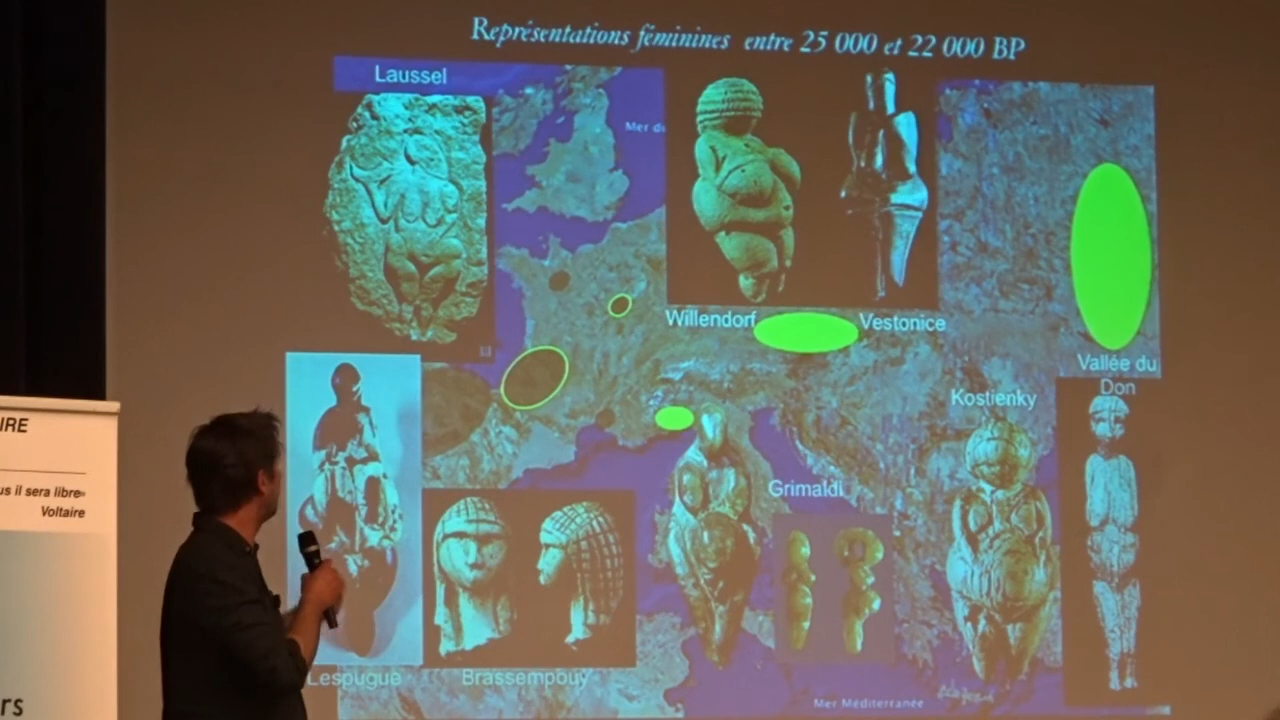 Représentations féminines entre 25 000 et 22 000 BP
Laussel
Mer du
Willendorf
Vestonice
Vallée du
Don
Kostienky
Grimaldi
Lespugue
Brassempouy
Mer Méditerranée
IRE
us il sera libre»
Voltaire
rs